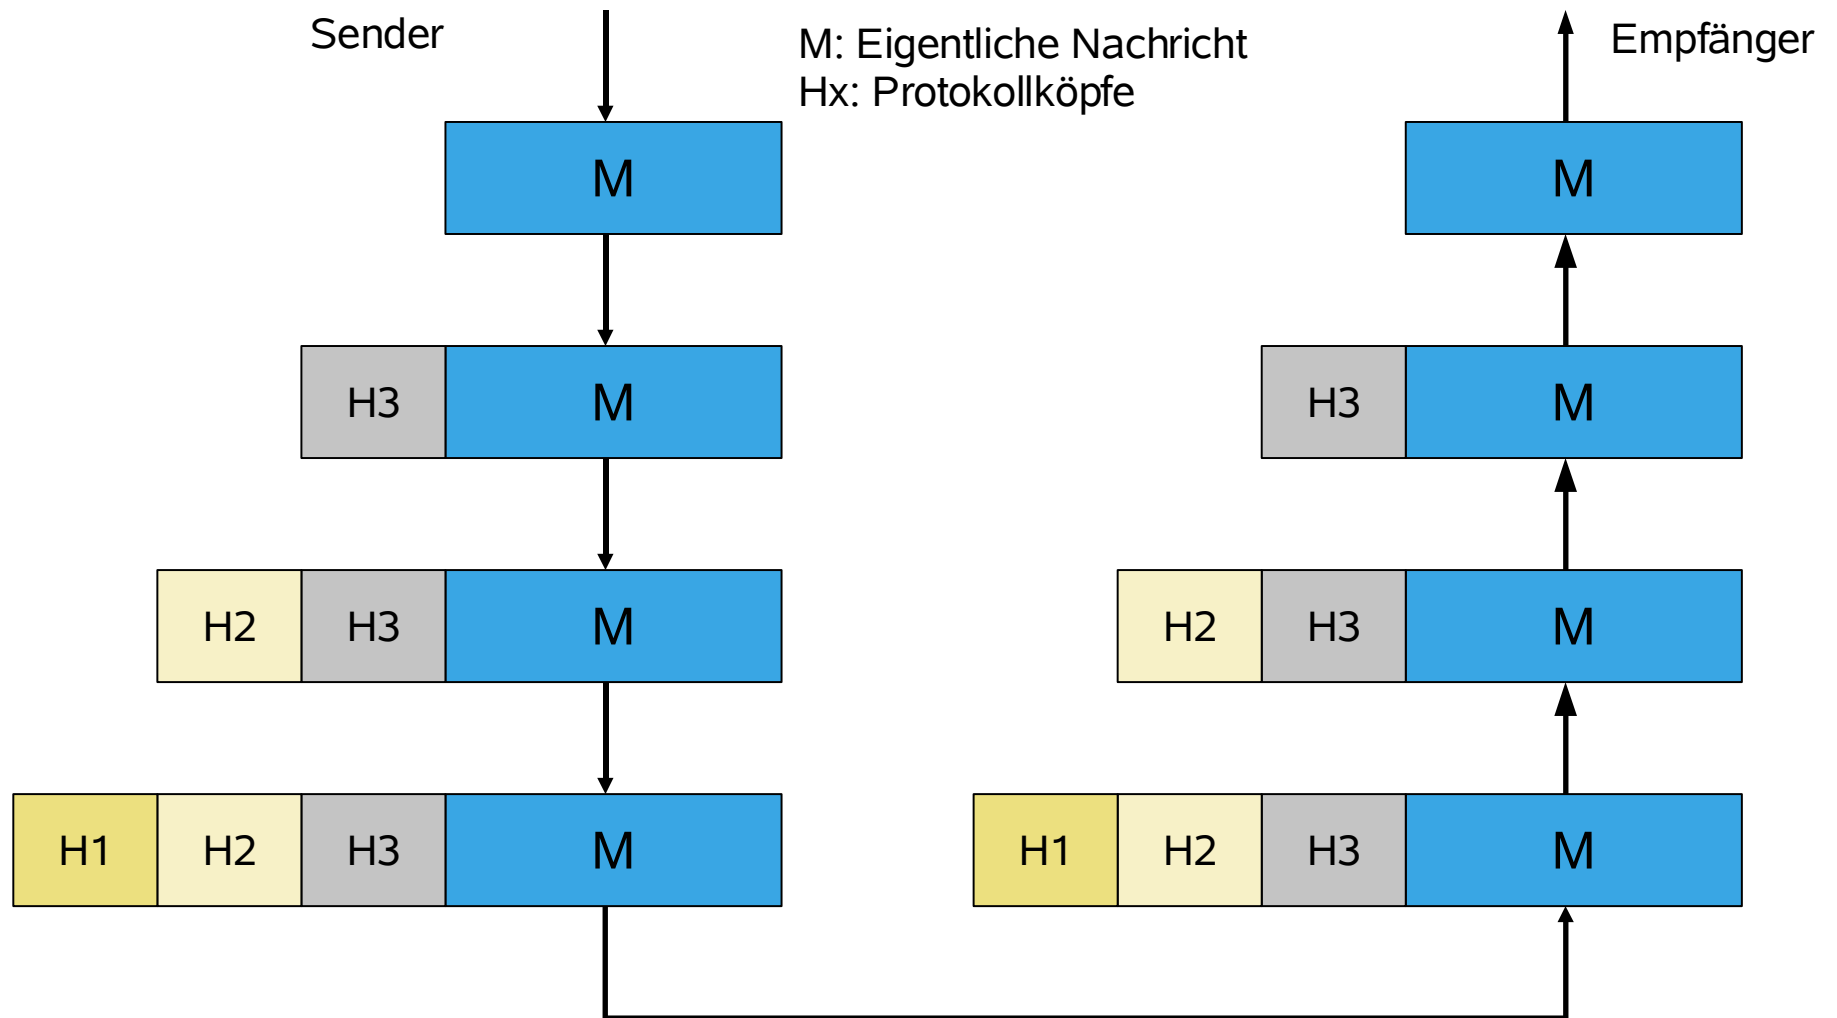 Sender
M: Eigentliche Nachricht
Hx: Protokollköpfe
Empfänger
M
M
H3 M
H3 M
H2 H3 M
H2 H3 M
H1 H2 H3 M
H1 H2 H3 M